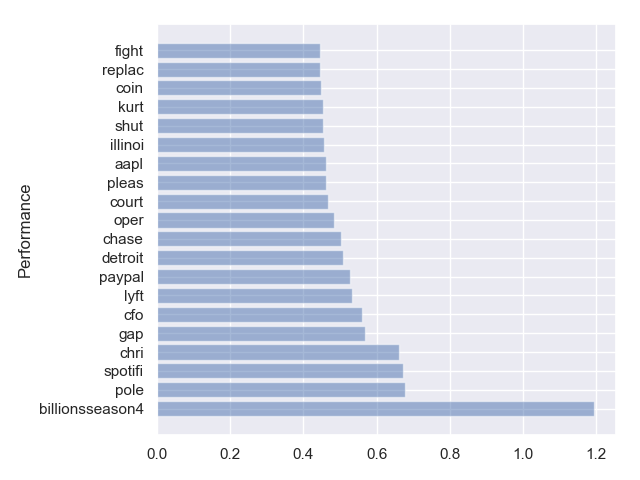 fight
replac
coin
kurt
shut
illinoi
aapl
pleas
court
oper
chase
detroit
paypal
lyft
cfo
gap
chri
spotifi
pole
billionsseason4
Performance
0.0 0.2 0.4 0.6 0.8 1.0 1.2